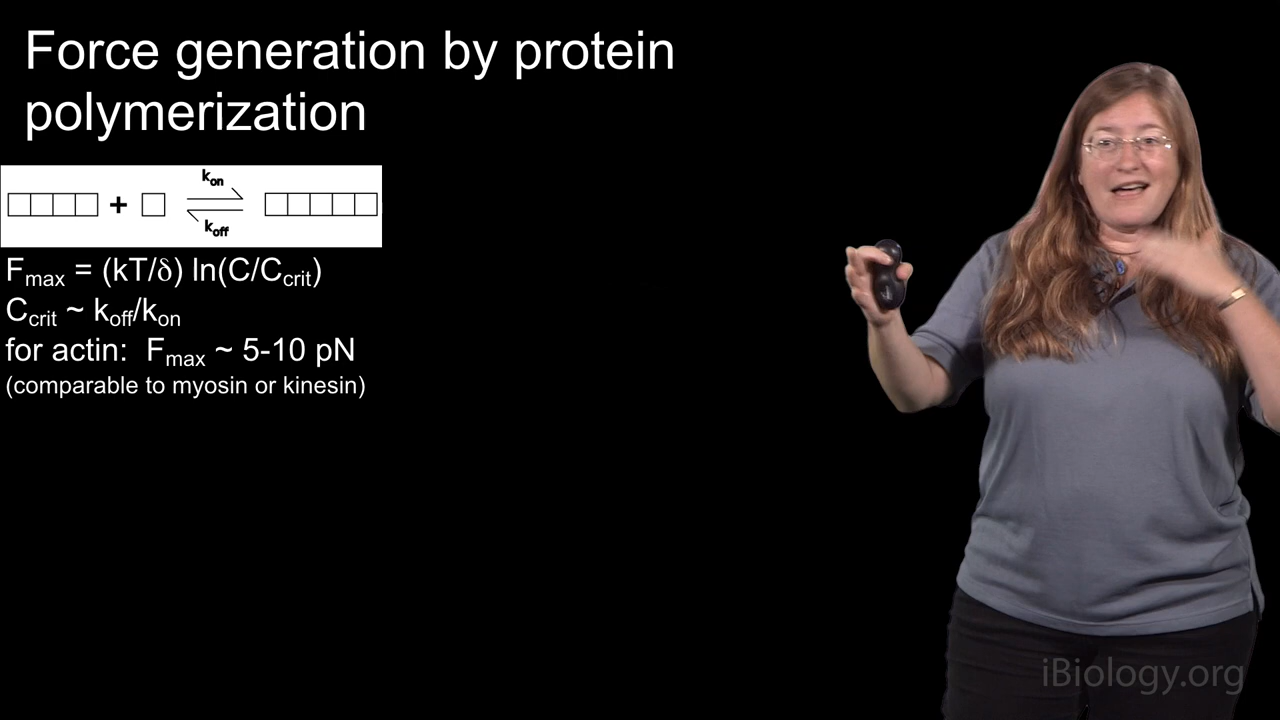 Force generation by protein
polymerization
+
kon
koff
Fmax = (kT/δ) ln(C/Ccrit)
Ccrit ~ koff/kon
for actin: Fmax ~ 5-10 pN
(comparable to myosin or kinesin)
iBiology.org